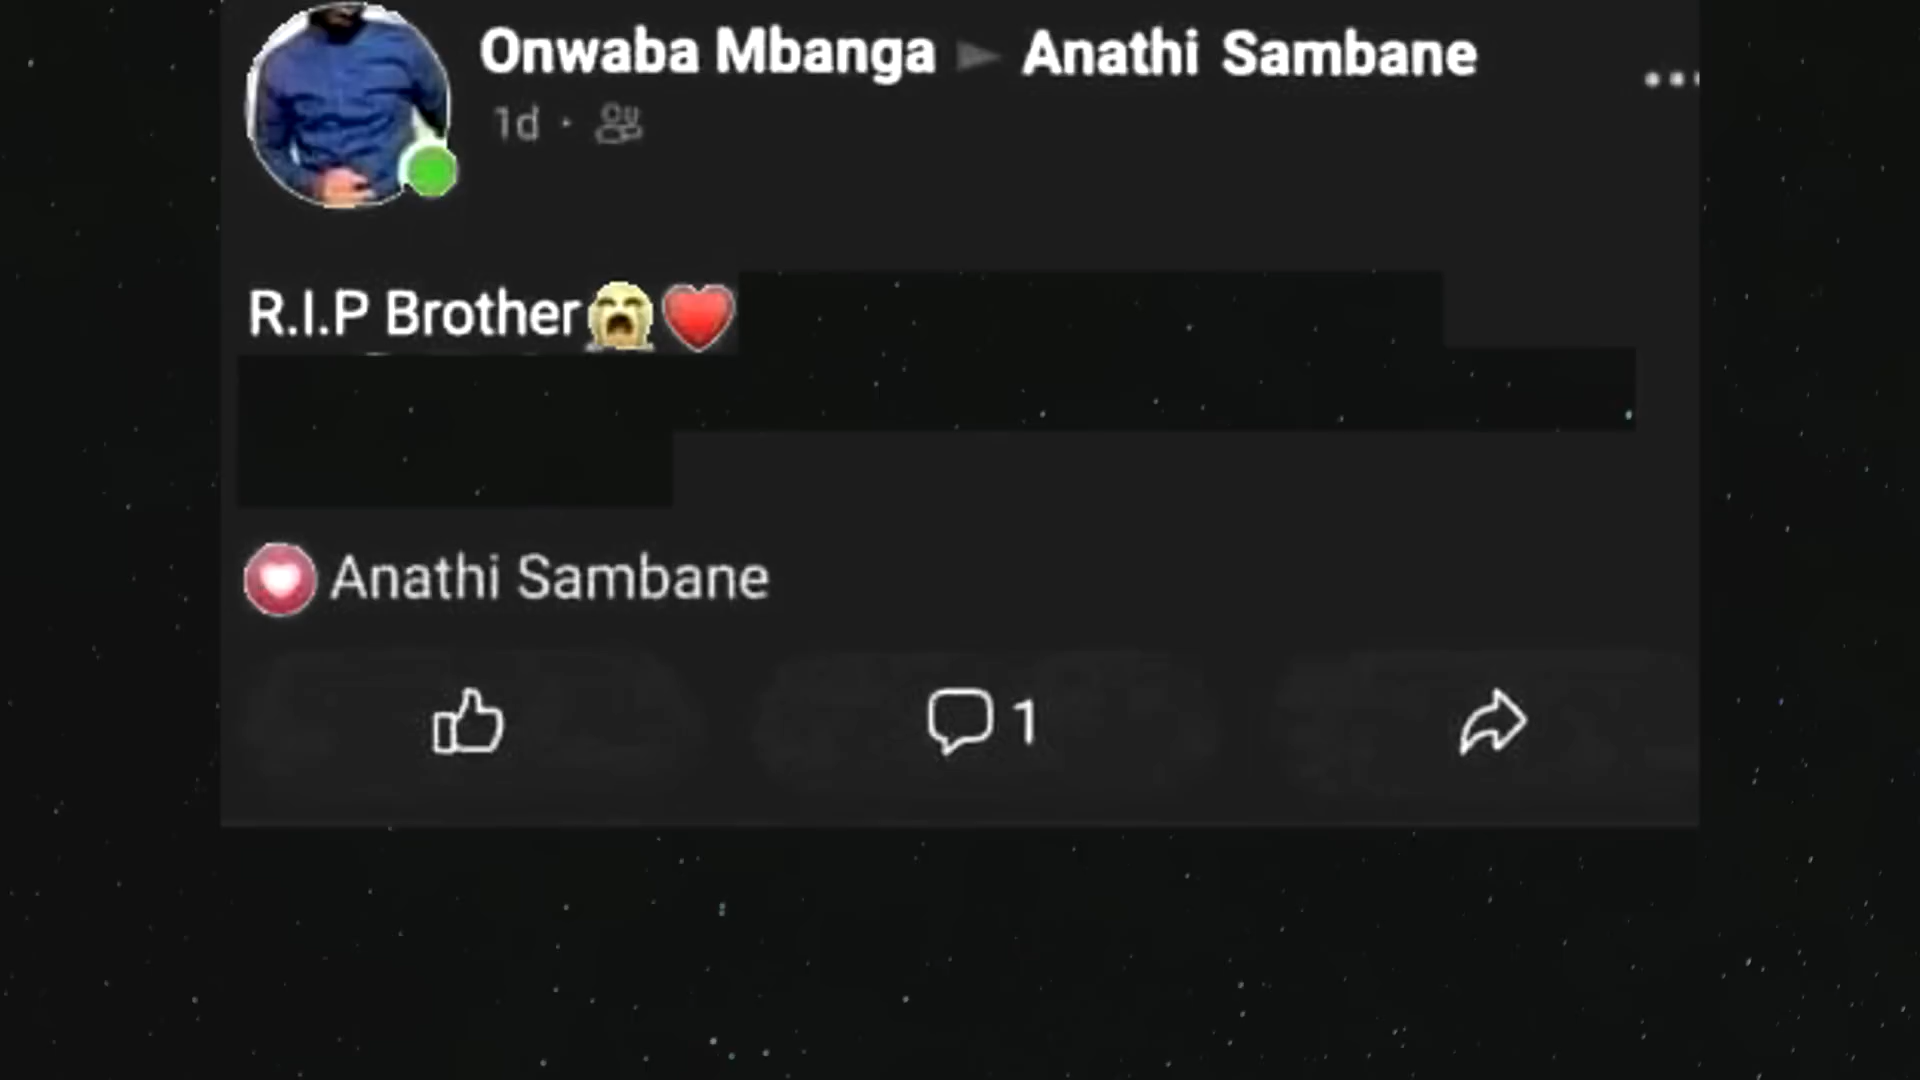 Onwaba Mbanga ► Anathi Sambane
1d ·
R.I.P Brother😭❤️
Anathi Sambane
1